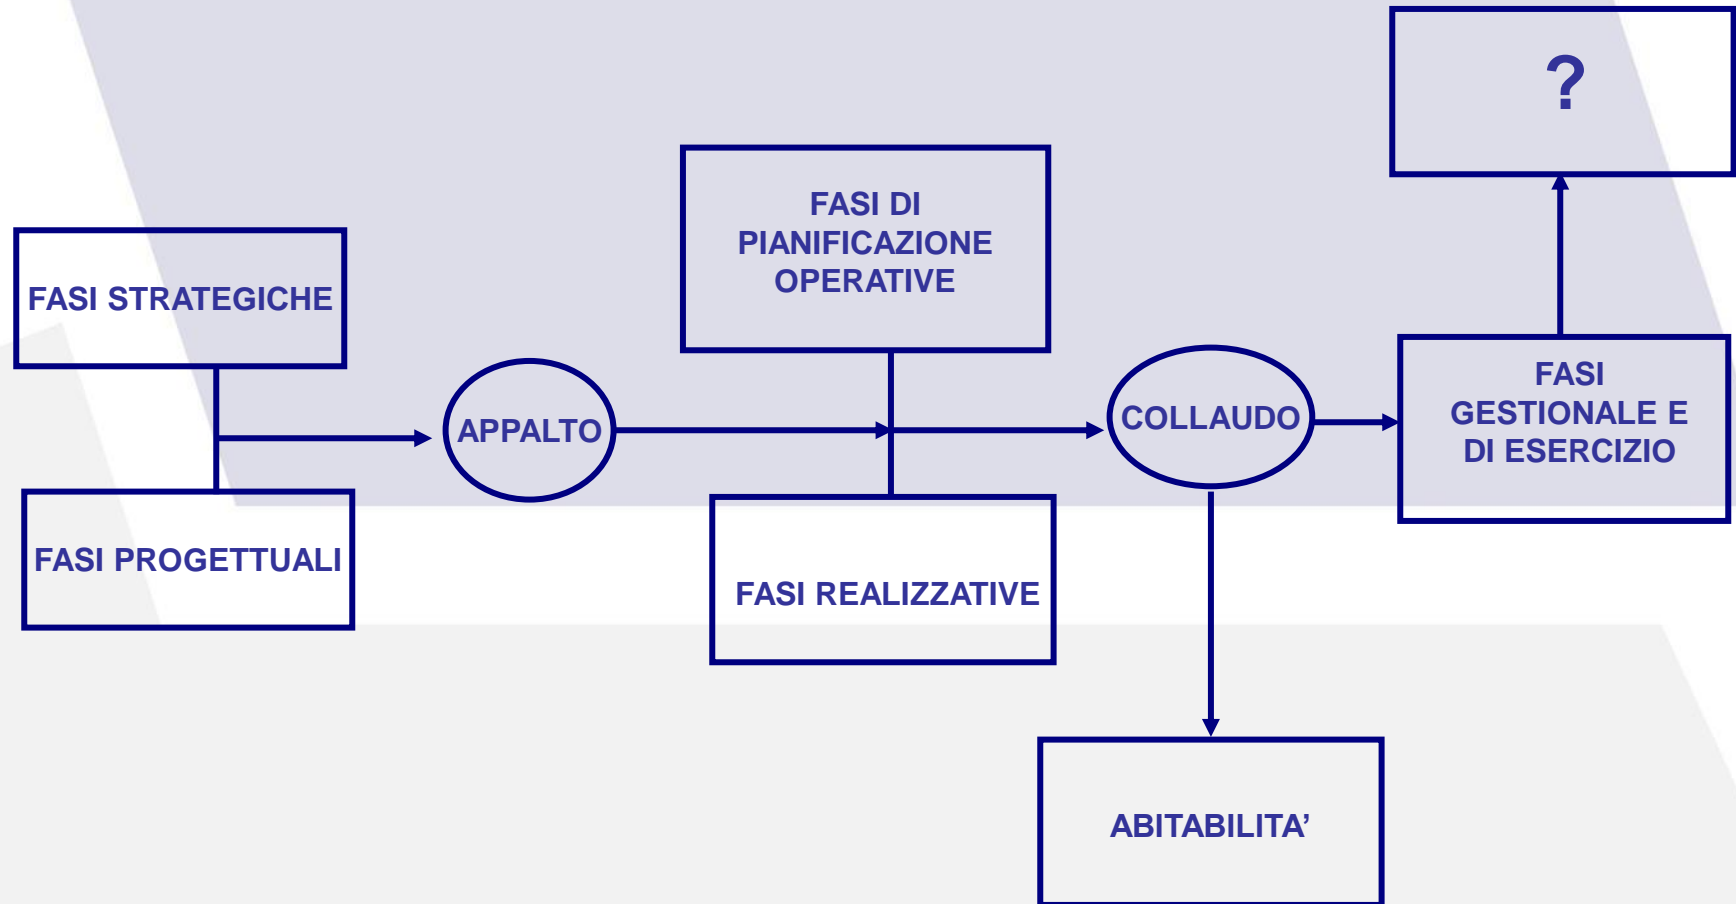 ?
FASI DI
PIANIFICAZIONE
OPERATIVE
FASI STRATEGICHE
APPALTO
COLLAUDO
FASI
GESTIONALE E
DI ESERCIZIO
FASI PROGETTUALI
FASI REALIZZATIVE
ABITABILITA’